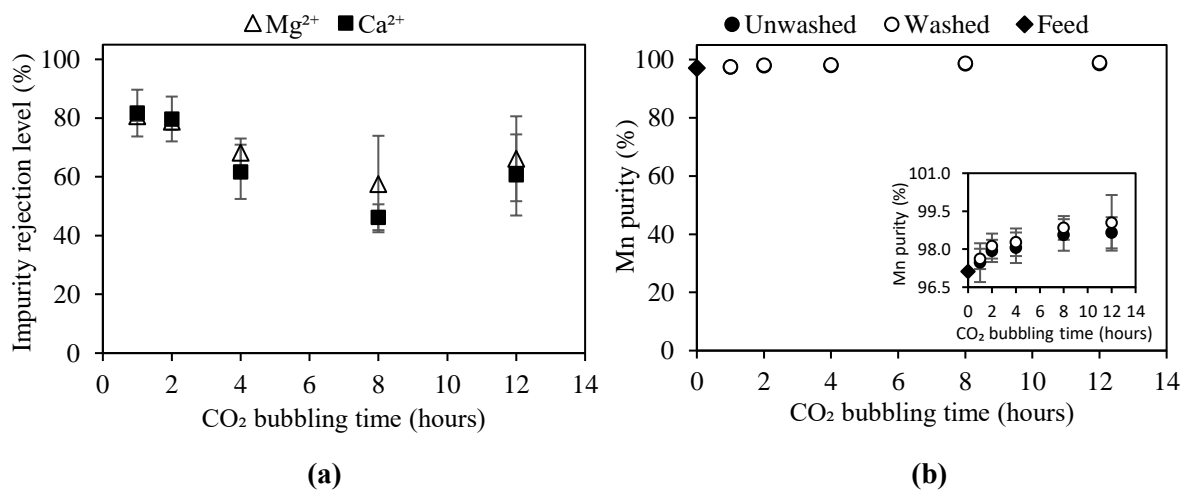 Mg²⁺ Ca²⁺
Impurity rejection level (%)
100
80
60
40
20
0
0 2 4 6 8 10 12 14
CO₂ bubbling time (hours)
(a)
Unwashed Washed Feed
Mn purity (%)
100
80
60
40
20
0
0 2 4 6 8 10 12 14
CO₂ bubbling time (hours)
Mn purity (%)
101.0
99.5
98.0
96.5
0 2 4 6 8 10 12 14
CO₂ bubbling time (hours)
(b)